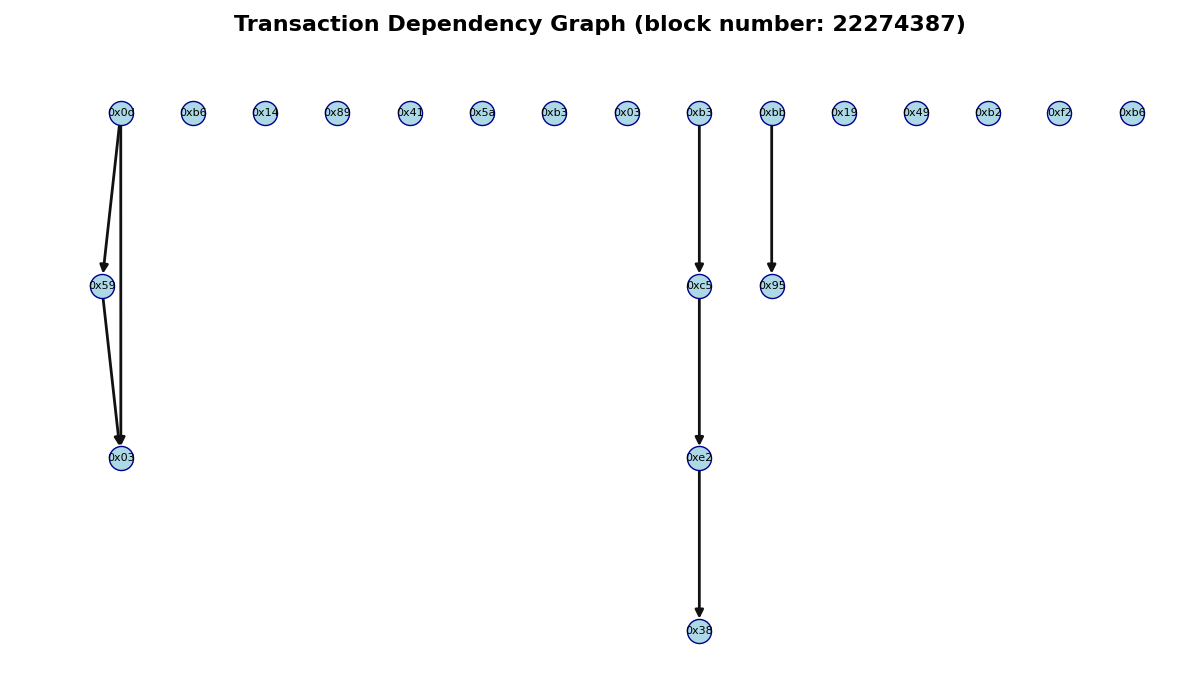 Transaction Dependency Graph (block number: 22274387)
0x0d 0xb6 0x14 0x89 0x41 0x5a 0xb3 0x03 0xb3 0xbb 0x19 0x49 0xb2 0xf2 0xb6
0x59 0xc5 0x95
0x03 0xe2
0x38